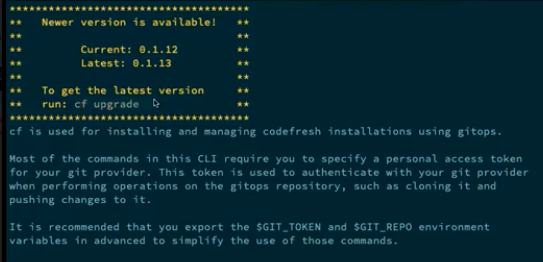 ****************************************
** Newer version is available! **
** **
** Current: 0.1.12 **
** Latest: 0.1.13 **
** **
** To get the latest version **
** run: cf upgrade **
****************************************
cf is used for installing and managing codefresh installations using gitops.
Most of the commands in this CLI require you to specify a personal access token
for your git provider. This token is used to authenticate with your git provider
when performing operations on the gitops repository, such as cloning it and
pushing changes to it.
It is recommended that you export the $GIT_TOKEN and $GIT_REPO environment
variables in advanced to simplify the use of those commands.